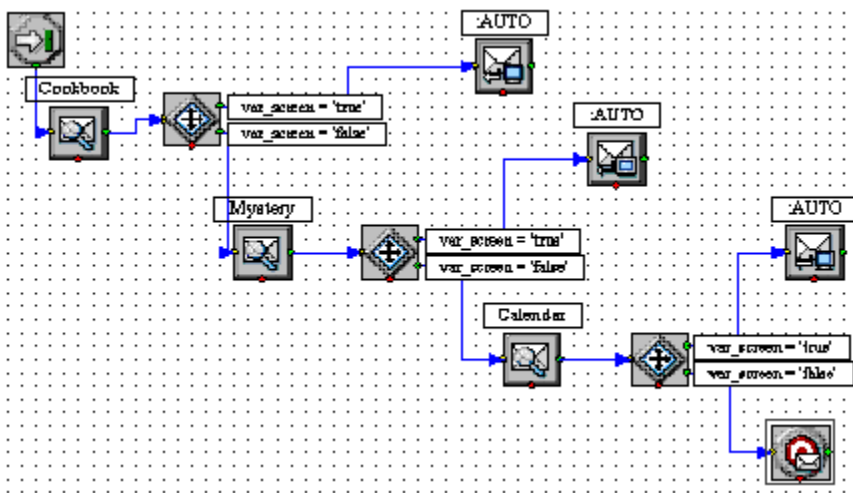 :AUTO
Cookbook
var_screen = 'true'
var_screen = 'false'
:AUTO
Mystery
var_screen = 'true'
var_screen = 'false'
:AUTO
Calendar
var_screen = 'true'
var_screen = 'false'